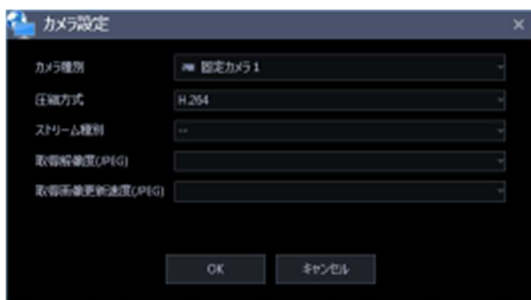 カメラ設定
カメラ種別 固定カメラ1
圧縮方式 H.264
ストリーム種別 --
取得解像度(JPEG)
取得画像更新速度(JPEG)
OK キャンセル